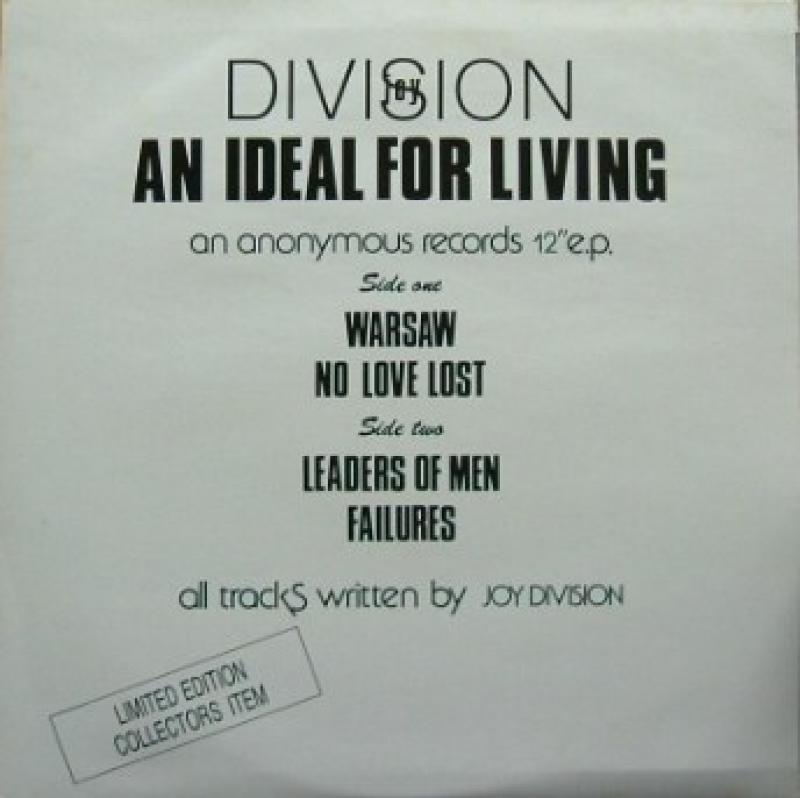 DIVISION
joy
AN IDEAL FOR LIVING
an anonymous records 12" e.p.
Side one
WARSAW
NO LOVE LOST
Side two
LEADERS OF MEN
FAILURES
all tracks written by JOY DIVISION
LIMITED EDITION
COLLECTORS ITEM